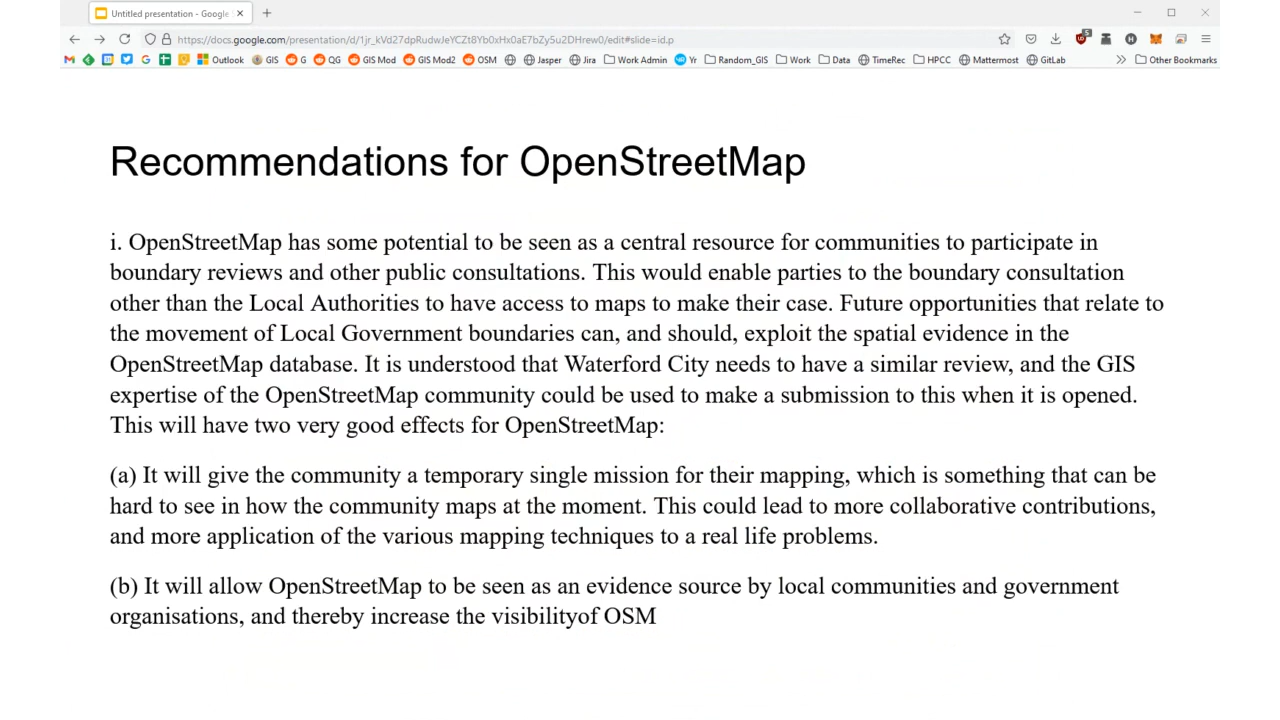 Untitled presentation - Google
https://docs.google.com/presentation/d/1jr_kVd27dpRudwJeYCZt8Yb0xHx0aE7bZy5u2DHrew0/edit#slide=id.p
5
Outlook GIS G QG GIS Mod GIS Mod2 OSM Jasper Jira Work Admin Yr Random_GIS Work Data TimeRec HPCC Mattermost GitLab Other Bookmarks
Recommendations for OpenStreetMap
i. OpenStreetMap has some potential to be seen as a central resource for communities to participate in
boundary reviews and other public consultations. This would enable parties to the boundary consultation
other than the Local Authorities to have access to maps to make their case. Future opportunities that relate to
the movement of Local Government boundaries can, and should, exploit the spatial evidence in the
OpenStreetMap database. It is understood that Waterford City needs to have a similar review, and the GIS
expertise of the OpenStreetMap community could be used to make a submission to this when it is opened.
This will have two very good effects for OpenStreetMap:
(a) It will give the community a temporary single mission for their mapping, which is something that can be
hard to see in how the community maps at the moment. This could lead to more collaborative contributions,
and more application of the various mapping techniques to a real life problems.
(b) It will allow OpenStreetMap to be seen as an evidence source by local communities and government
organisations, and thereby increase the visibilityof OSM